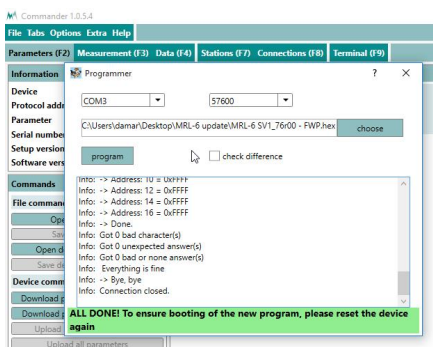 Commander 1.0.5.4
File Tabs Options Extra Help
Parameters (F2) Measurement (F3) Data (F4) Stations (F7) Connections (F8) Terminal (F9)
Information
Programmer ? ×
Device
Protocol addr
Parameter
Serial number
Setup version
Software vers
COM3 57600
C:\Users\damar\Desktop\MRL-6 update\MRL-6 SV1_76r00 - FWP.hex choose
program check difference
Commands
File comman
Ope
Sav
Open d
Save de
Device comm
Download p
Download p
Upload
Upload all parameters
Info: -> Address: 10 = 0xFFFF
Info: -> Address: 12 = 0xFFFF
Info: -> Address: 14 = 0xFFFF
Info: -> Address: 16 = 0xFFFF
Info: -> Done.
Info: Got 0 bad character(s)
Info: Got 0 unexpected answer(s)
Info: Got 0 bad or none answer(s)
Info: Everything is fine
Info: -> Bye, bye
Info: Connection closed.
ALL DONE! To ensure booting of the new program, please reset the device
again